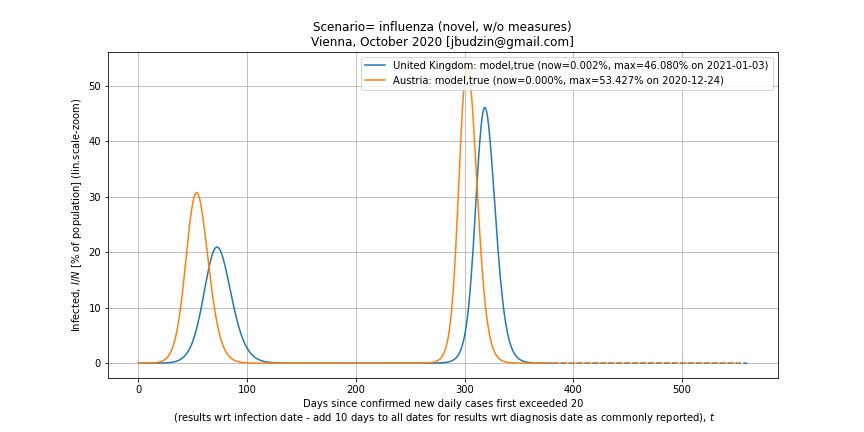 Scenario= influenza (novel, w/o measures)
Vienna, October 2020 [jbudzin@gmail.com]
United Kingdom: model,true (now=0.002%, max=46.080% on 2021-01-03)
Austria: model,true (now=0.000%, max=53.427% on 2020-12-24)
Infected, I/N [% of population] (lin.scale-zoom)
50
40
30
20
10
0
0 100 200 300 400 500
Days since confirmed new daily cases first exceeded 20
(results wrt infection date - add 10 days to all dates for results wrt diagnosis date as commonly reported), t